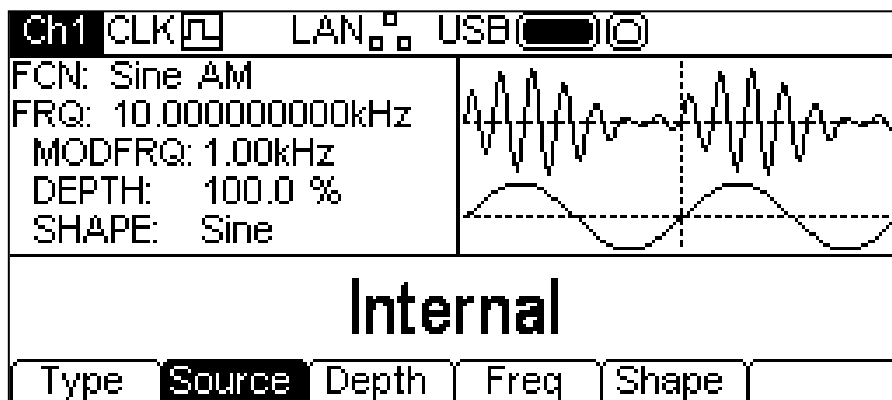 Ch1 CLK LAN USB
FCN: Sine AM
FRQ: 10.000000000kHz
MODFRQ: 1.00kHz
DEPTH: 100.0 %
SHAPE: Sine
Internal
Type Source Depth Freq Shape